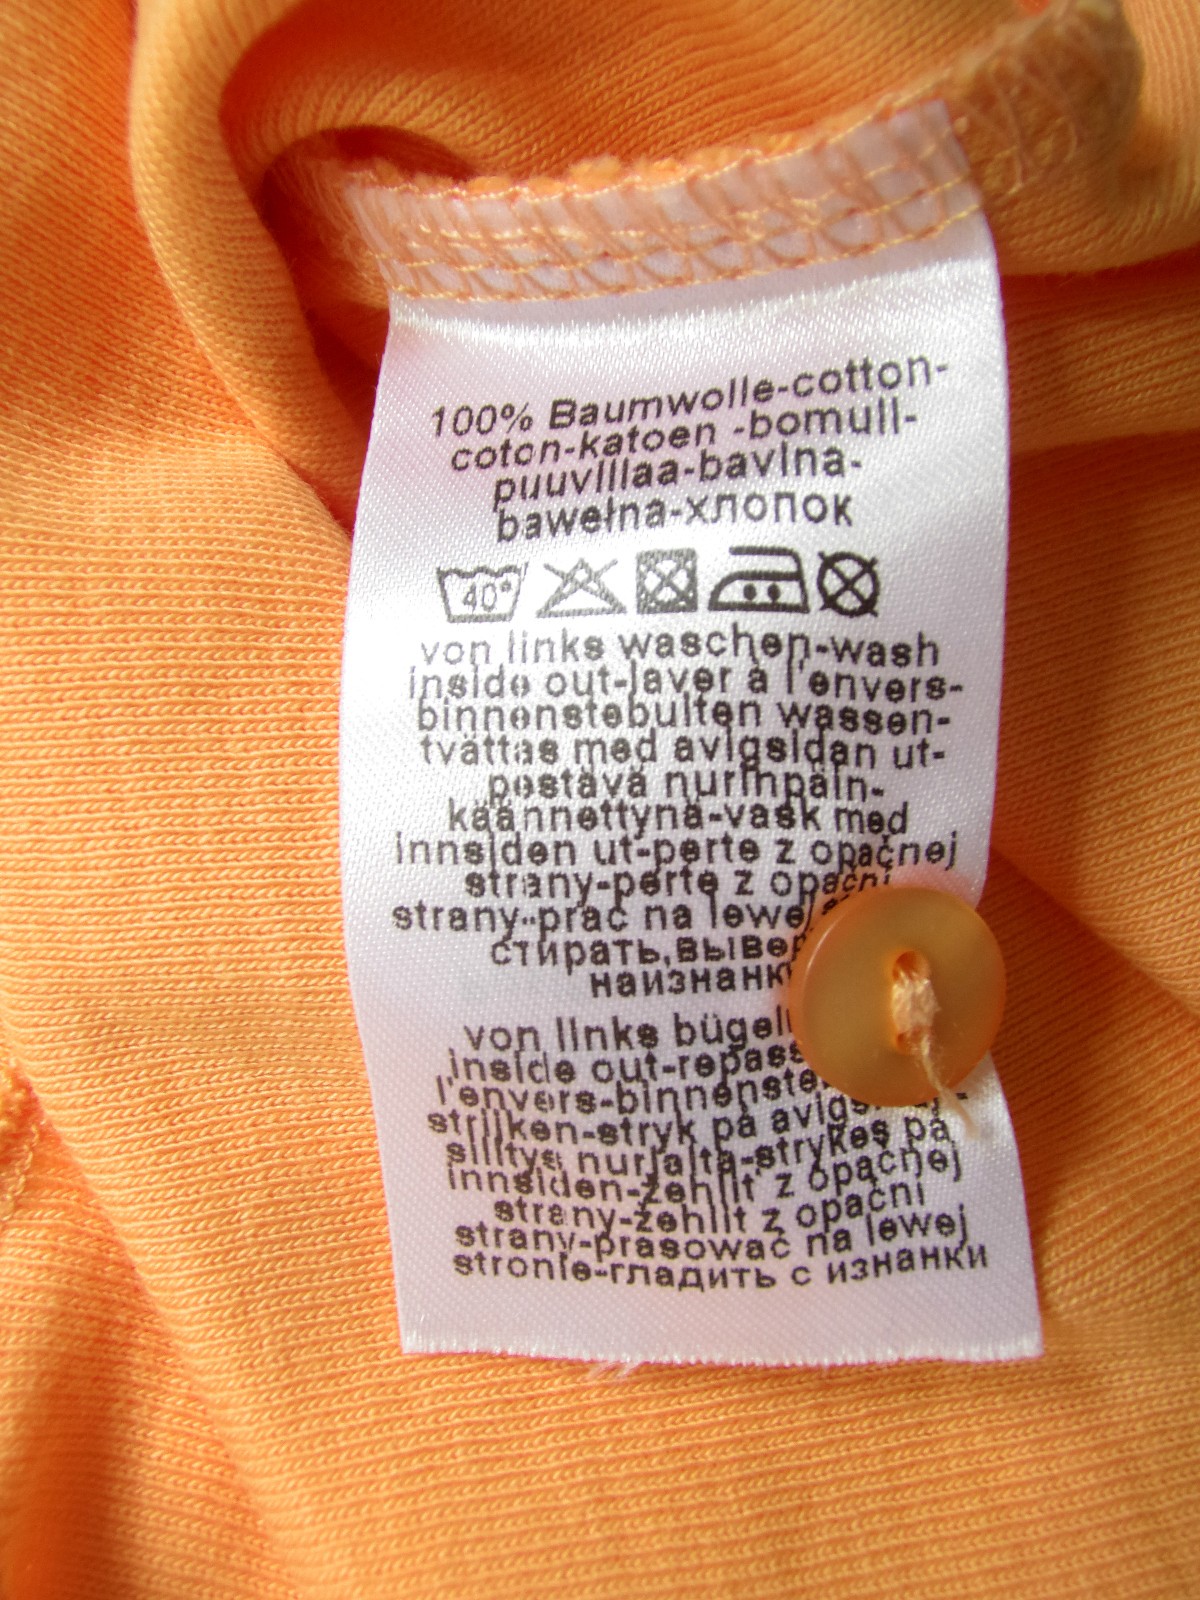 100% Baumwolle-cotton-
coton-katoen -bomull-
puuvillaa-bavlna-
bawełna-хлопок
40°
von links waschen-wash
inside out-laver à l'envers-
binnenstebuiten wassen-
tvättas med avigsidan ut-
pestävä nurinpäin-
käännettynä-vask med
innsiden ut-perte z opačnej
strany-perte z opační
strany-prać na lewej
стирать,
наизнанк
von links bügel
inside out-repass
l'envers-binnenste
strijken-stryk på
silitys nurjalta-strykes på
innsiden-žehliť z opačnej
strany-žehlit z opační
strany-prasować na lewej
stronie-гладить с изнанки